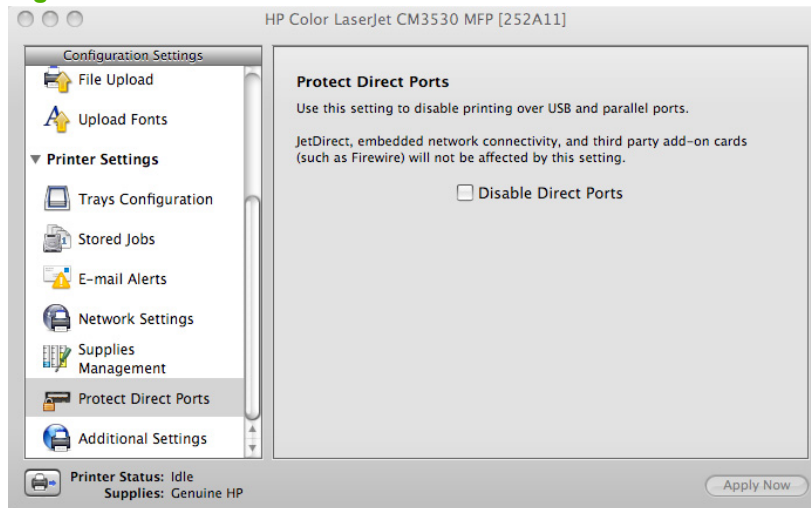 HP Color LaserJet CM3530 MFP [252A11]
Configuration Settings
File Upload
Upload Fonts
Printer Settings
Trays Configuration
Stored Jobs
E-mail Alerts
Network Settings
Supplies
Management
Protect Direct Ports
Additional Settings
Protect Direct Ports
Use this setting to disable printing over USB and parallel ports.
JetDirect, embedded network connectivity, and third party add-on cards
(such as Firewire) will not be affected by this setting.
Disable Direct Ports
Printer Status: Idle
Supplies: Genuine HP
Apply Now